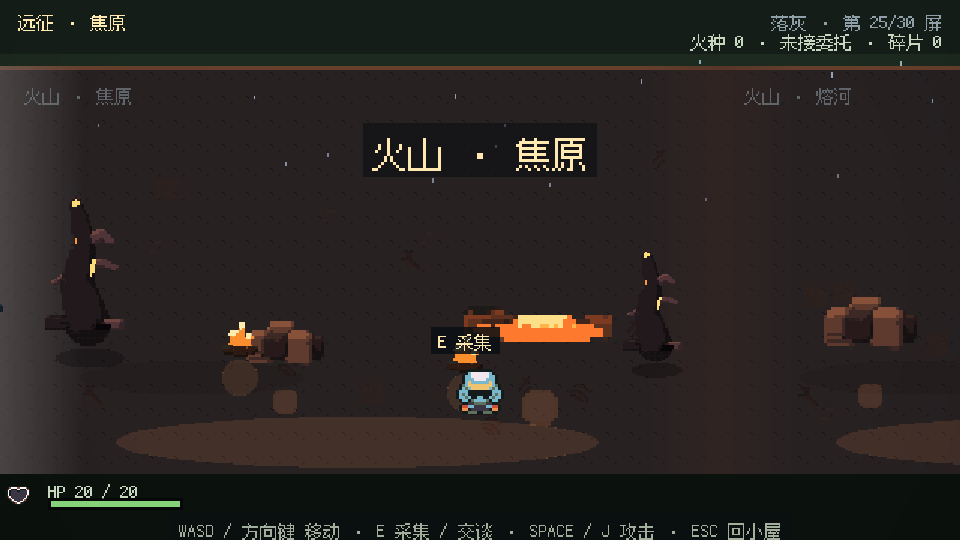 远征 · 焦原
落灰 · 第 25/30 屏
火种 0 · 未接委托 · 碎片 0
火山 · 焦原
火山 · 熔河
火山 · 焦原
E 采集
HP 20 / 20
WASD / 方向键 移动 · E 采集 / 交谈 · SPACE / J 攻击 · ESC 回小屋